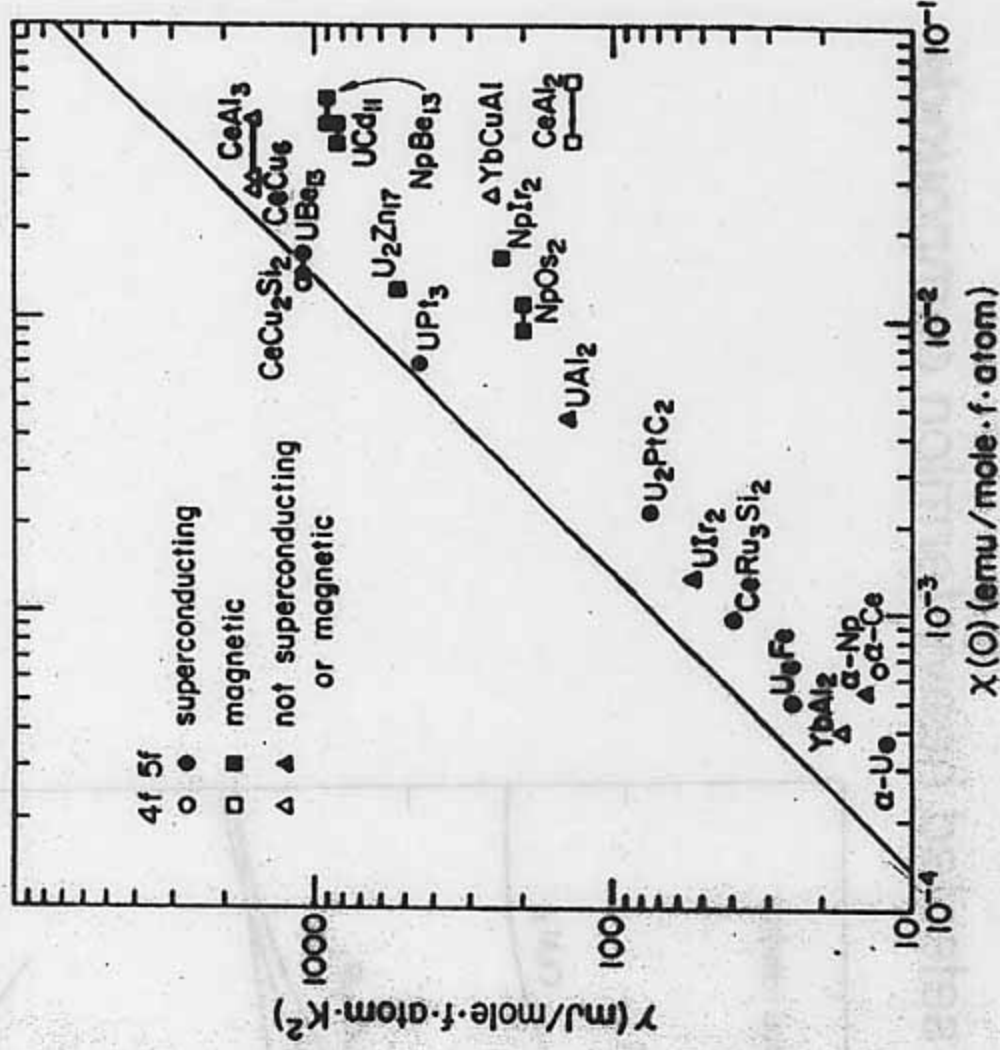 4f 5f
○ ● superconducting
□ ■ magnetic
△ ▲ not superconducting
or magnetic
CeAl3
CeCu6
CeCu2Si2
UBe13
UCd11
NpBe13
U2Zn17
UPt3
YbCuAl
CeAl2
NpIr2
NpOs2
UAl2
U2PtC2
UIr2
CeRu3Si2
U6Fe
YbAl2
α-Np
α-Ce
α-U
1000
100
10
10-4
10-3
10-2
10-1
γ(mJ/mole·f·atom·K2)
χ(0)(emu/mole·f·atom)